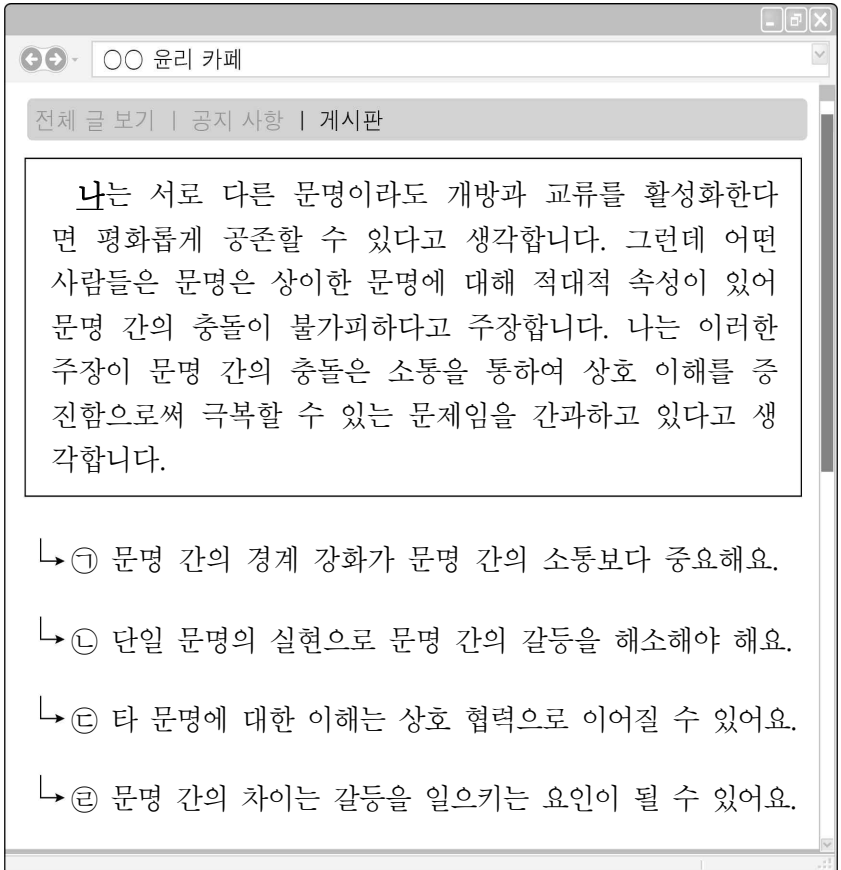 ○○ 윤리 카페
전체 글 보기 | 공지 사항 | 게시판
나는 서로 다른 문명이라도 개방과 교류를 활성화한다
면 평화롭게 공존할 수 있다고 생각합니다. 그런데 어떤
사람들은 문명은 상이한 문명에 대해 적대적 속성이 있어
문명 간의 충돌이 불가피하다고 주장합니다. 나는 이러한
주장이 문명 간의 충돌은 소통을 통하여 상호 이해를 증
진함으로써 극복할 수 있는 문제임을 간과하고 있다고 생
각합니다.
㉠ 문명 간의 경계 강화가 문명 간의 소통보다 중요해요.
㉡ 단일 문명의 실현으로 문명 간의 갈등을 해소해야 해요.
㉢ 타 문명에 대한 이해는 상호 협력으로 이어질 수 있어요.
㉣ 문명 간의 차이는 갈등을 일으키는 요인이 될 수 있어요.